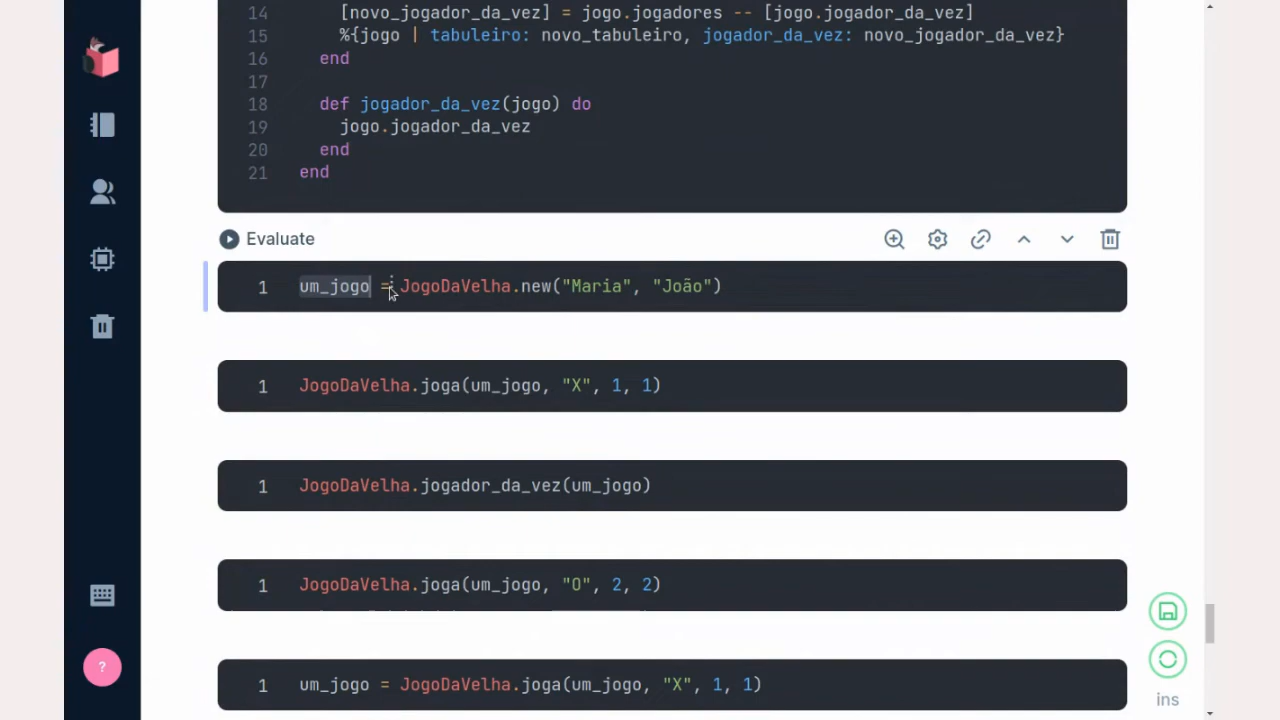 14 [novo_jogador_da_vez] = jogo.jogadores -- [jogo.jogador_da_vez]
15 %{jogo | tabuleiro: novo_tabuleiro, jogador_da_vez: novo_jogador_da_vez}
16 end
17
18 def jogador_da_vez(jogo) do
19 jogo.jogador_da_vez
20 end
21 end
Evaluate
1 um_jogo = JogoDaVelha.new("Maria", "João")
1 JogoDaVelha.joga(um_jogo, "X", 1, 1)
1 JogoDaVelha.jogador_da_vez(um_jogo)
1 JogoDaVelha.joga(um_jogo, "O", 2, 2)
1 um_jogo = JogoDaVelha.joga(um_jogo, "X", 1, 1)
?
ins